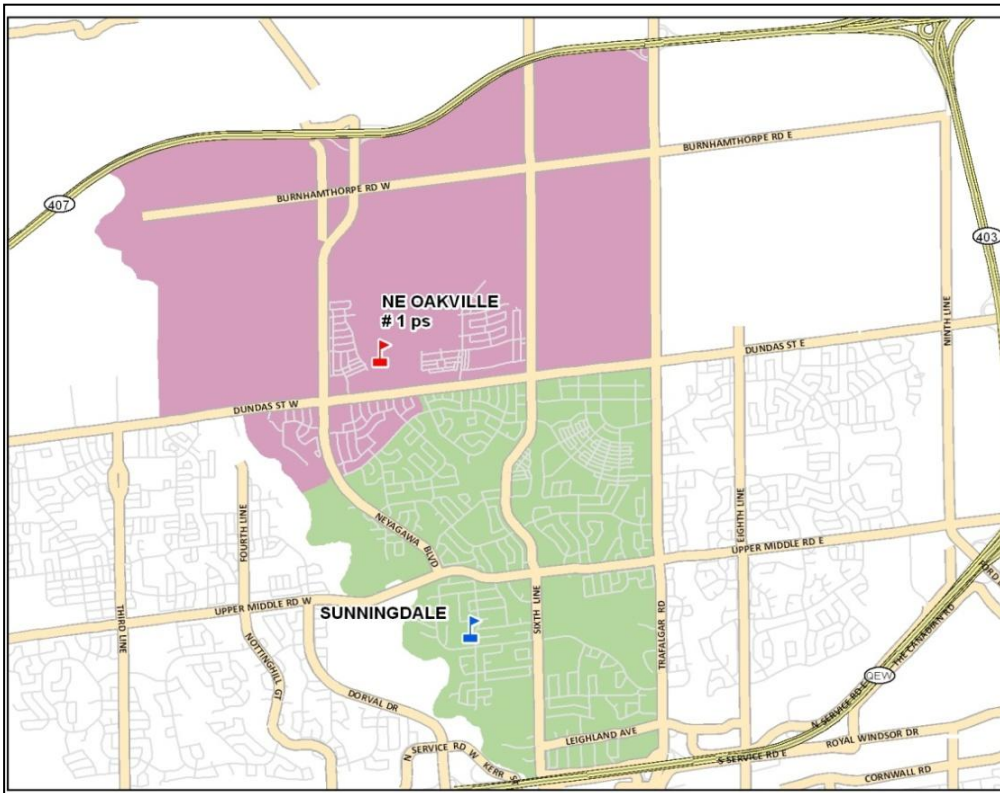 BURNHAMTHORPE RD E
BURNHAMTHORPE RD W
407
403
NE OAKVILLE
# 1 ps
NINTH LINE
DUNDAS ST E
DUNDAS ST W
NEYAGAWA BLVD
EIGHTH LINE
FOURTH LINE
UPPER MIDDLE RD E
UPPER MIDDLE RD W
SUNNINGDALE
SIXTH LINE
TRAFALGAR RD
THIRD LINE
NOTTINGHILL GT
DORVAL DR
QEW
N SERVICE RD E
THE CANADIAN RD
LEIGHLAND AVE
ROYAL WINDSOR DR
N SERVICE RD W
KERR ST
S SERVICE RD E
CORNWALL RD